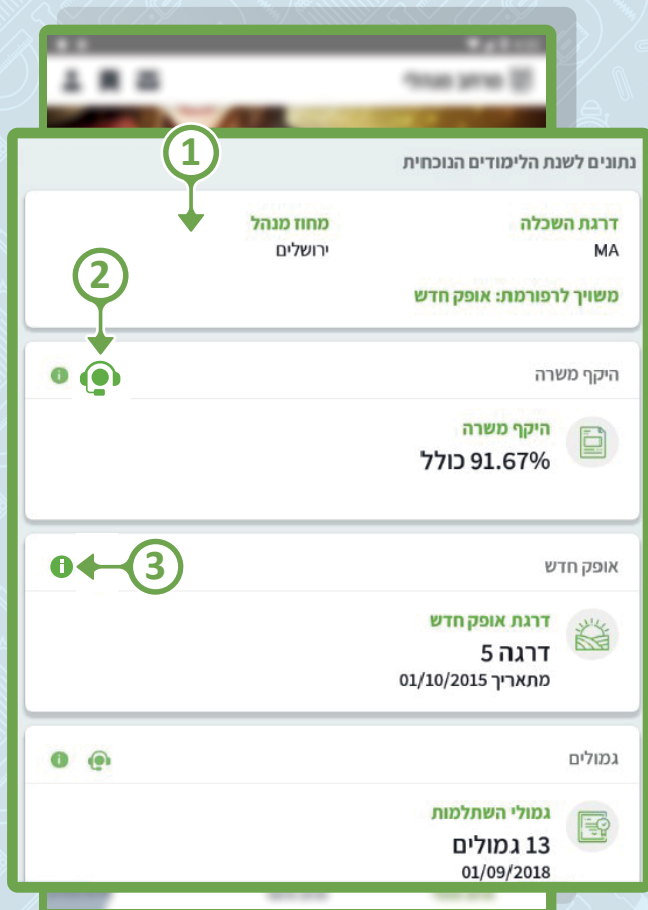 מרחב מנהלי
1
נתונים לשנת הלימודים הנוכחית
דרגת השכלה
MA
מחוז מנהל
ירושלים
משויך לרפורמת: אופק חדש
2
היקף משרה
היקף משרה
91.67% כולל
3
אופק חדש
דרגת אופק חדש
דרגה 5
מתאריך 01/10/2015
גמולים
גמולי השתלמות
13 גמולים
01/09/2018